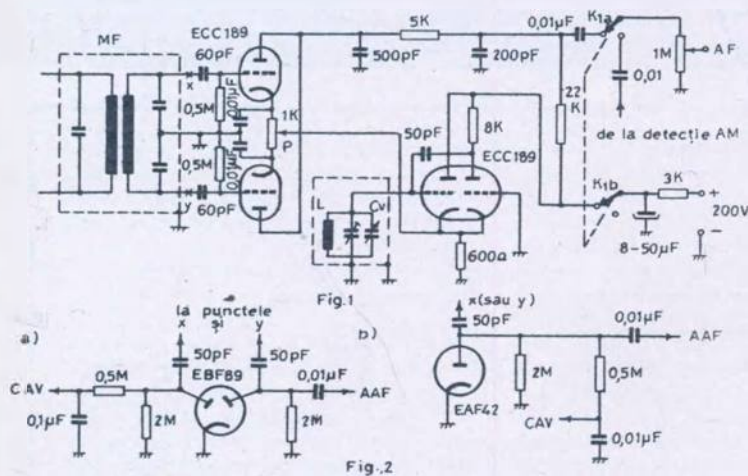 MF
ECC189
60pF
x
0,5M
0,01µF
1K
P
0,5M
0,01µF
y
60pF
5K
500pF
200pF
0,01µF
K1a
1M
AF
0,01
22 K
de la detecție AM
50pF
8K
ECC189
L
Cv
600Ω
K1b
3K
+
200V
-
8-50µF
Fig.1
a)
la punctele
x și y
50pF
50pF
EBF89
0,01µF
CAV
0,5M
AAF
0,1µF
2M
2M
b)
x(sau y)
50pF
0,01µF
AAF
2M
0,5M
EAF42
CAV
0,01µF
Fig.2